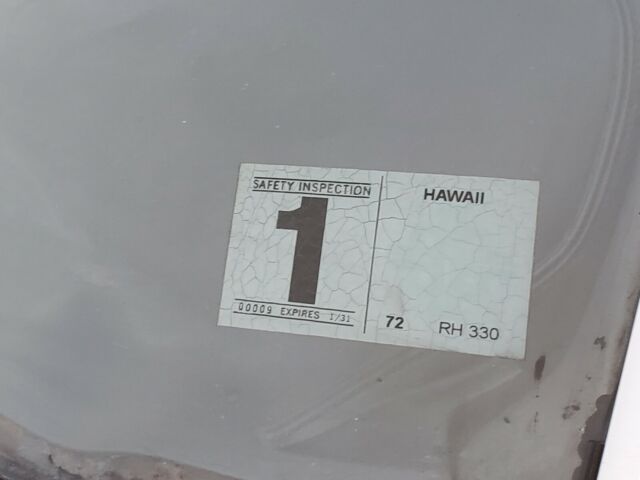 SAFETY INSPECTION
1
00009 EXPIRES 1/31
HAWAII
72 RH 330